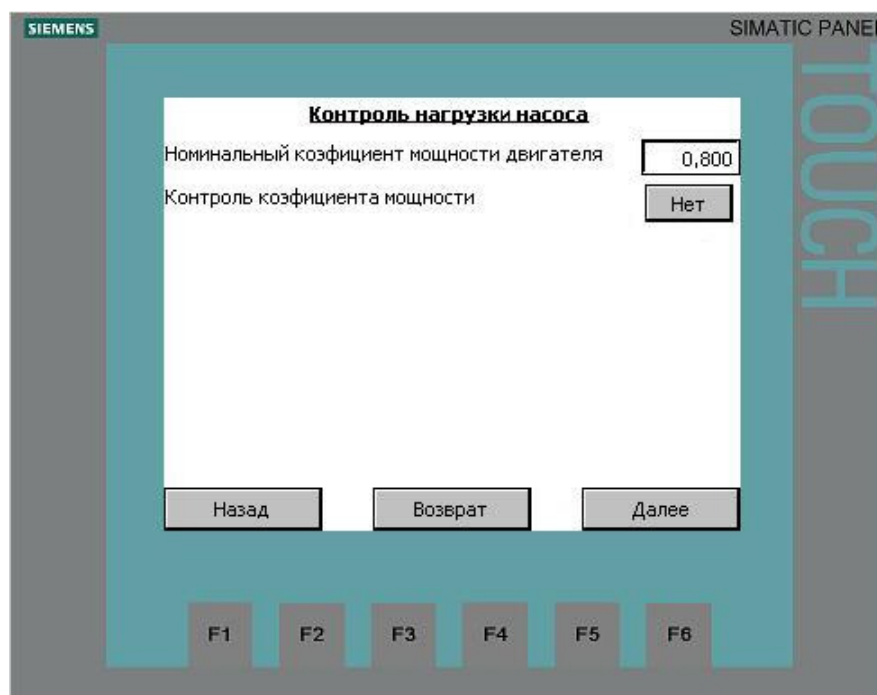 SIEMENS
SIMATIC PANEL
TOUCH
Контроль нагрузки насоса
Номинальный коэфициент мощности двигателя 0,800
Контроль коэфициента мощности Нет
Назад Возврат Далее
F1 F2 F3 F4 F5 F6